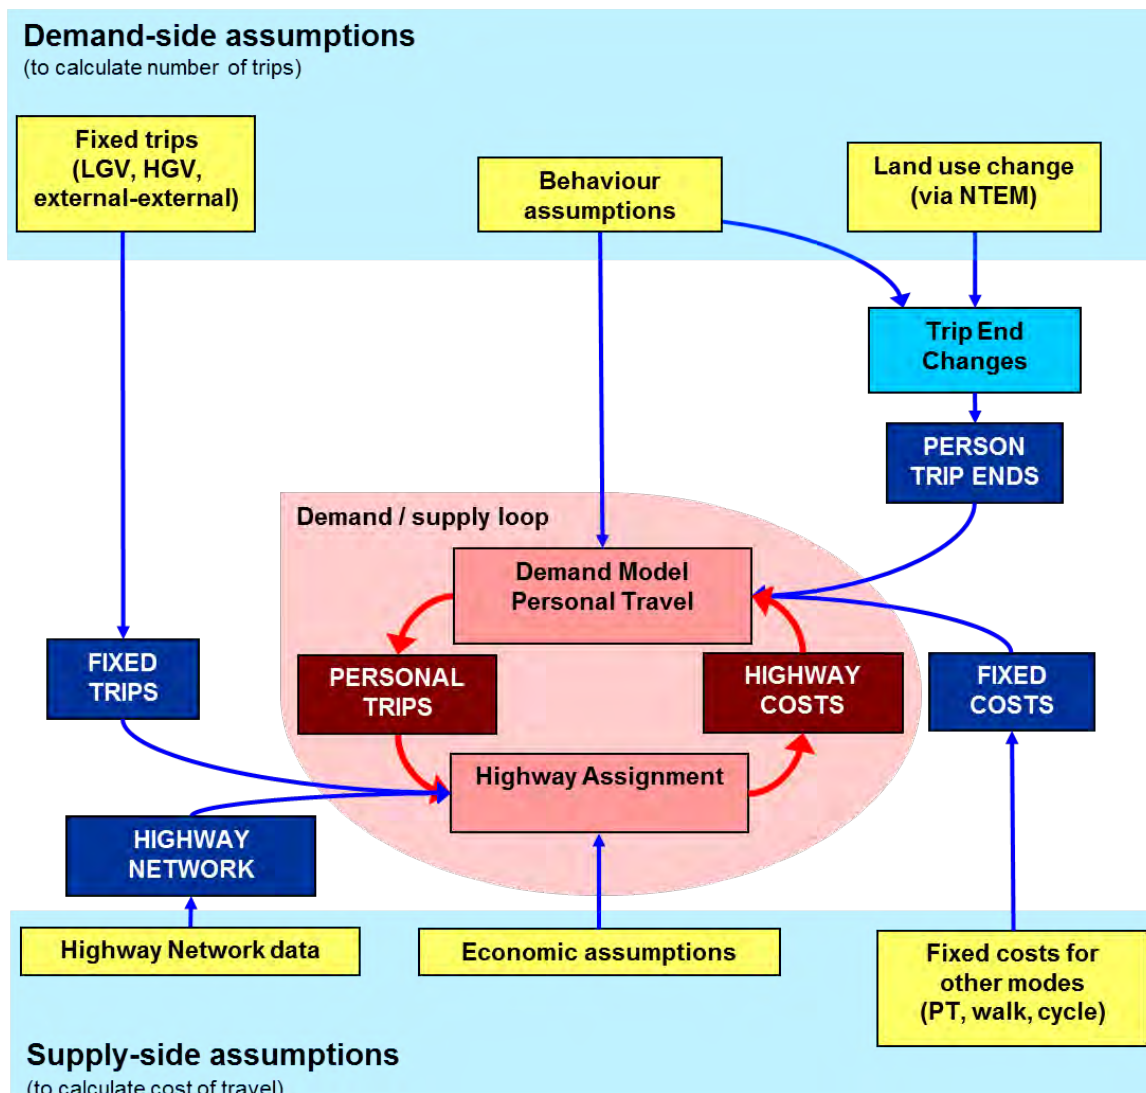 Demand-side assumptions
(to calculate number of trips)
Fixed trips
(LGV, HGV,
external-external)
Behaviour
assumptions
Land use change
(via NTEM)
Trip End
Changes
PERSON
TRIP ENDS
Demand / supply loop
Demand Model
Personal Travel
FIXED
TRIPS
PERSONAL
TRIPS
HIGHWAY
COSTS
FIXED
COSTS
Highway Assignment
HIGHWAY
NETWORK
Highway Network data
Economic assumptions
Fixed costs for
other modes
(PT, walk, cycle)
Supply-side assumptions
(to calculate cost of travel)